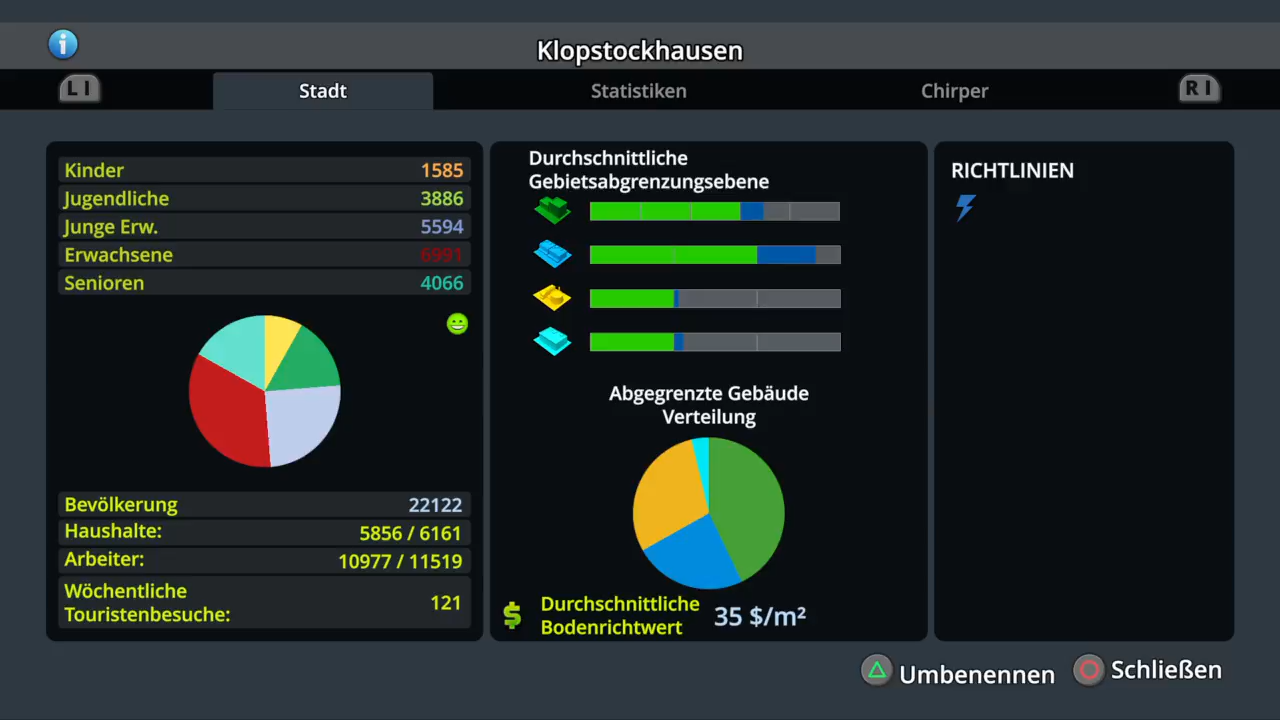 Klopstockhausen
L1
Stadt
Statistiken
Chirper
R1
Kinder 1585
Jugendliche 3886
Junge Erw. 5594
Erwachsene 6991
Senioren 4066
Bevölkerung 22122
Haushalte: 5856 / 6161
Arbeiter: 10977 / 11519
Wöchentliche
Touristenbesuche: 121
Durchschnittliche
Gebietsabgrenzungsebene
Abgegrenzte Gebäude
Verteilung
$ Durchschnittliche
Bodenrichtwert 35 $/m²
RICHTLINIEN
Umbenennen
Schließen